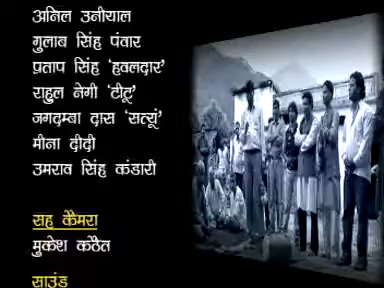 अनिल उनीयाल
गुलाब सिंह पंवार
प्रताप सिंह ‘हवलदार’
राहुल नेगी ‘टीटू’
जगदम्बा दास ‘सत्यूं’
मीना दीदी
उमराव सिंह कंडारी
सह कैमरा
मुकेश कठैत
साउंड